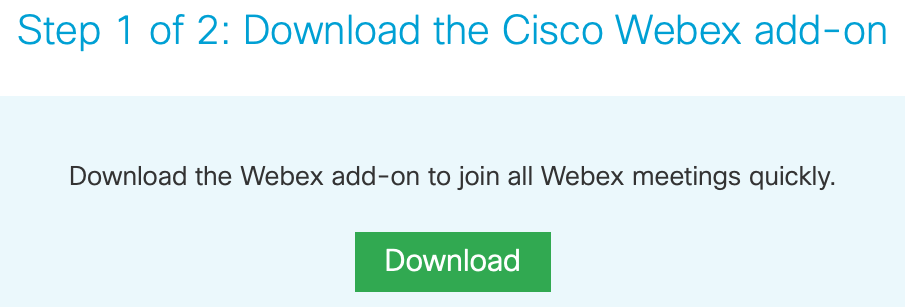 Step 1 of 2: Download the Cisco Webex add-on
Download the Webex add-on to join all Webex meetings quickly.
Download